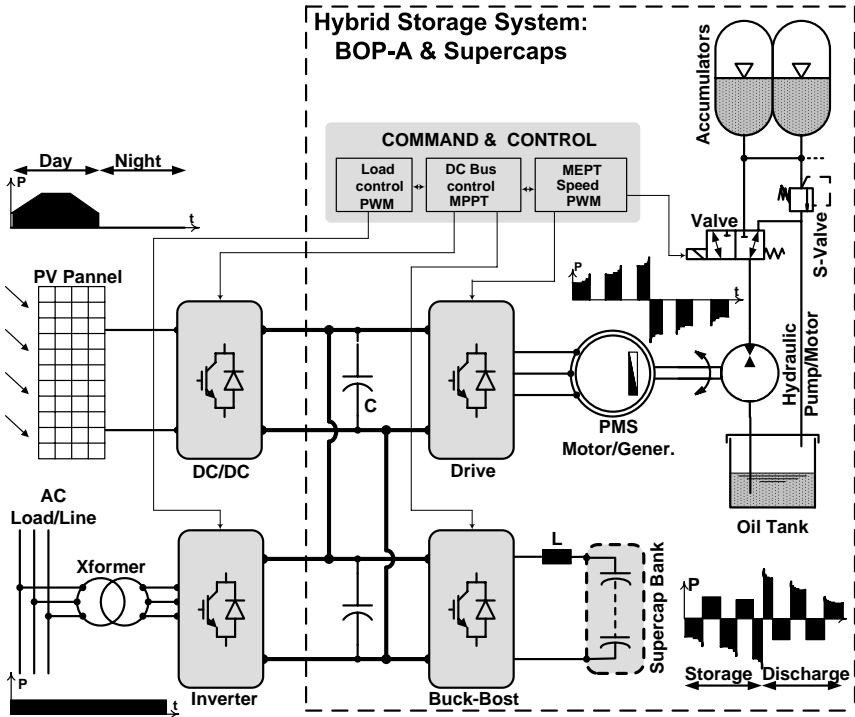 Hybrid Storage System:
BOP-A & Supercaps
Accumulators
COMMAND & CONTROL
Load
control
PWM
DC Bus
control
MPPT
MEPT
Speed
PWM
Day
Night
P
t
Valve
S-Valve
PV Pannel
P
t
C
Hydraulic
Pump/Motor
PMS
Motor/Gener.
DC/DC
Drive
Oil Tank
AC
Load/Line
Xformer
L
Supercap Bank
P
P
t
Inverter
Buck-Bost
Storage
Discharge